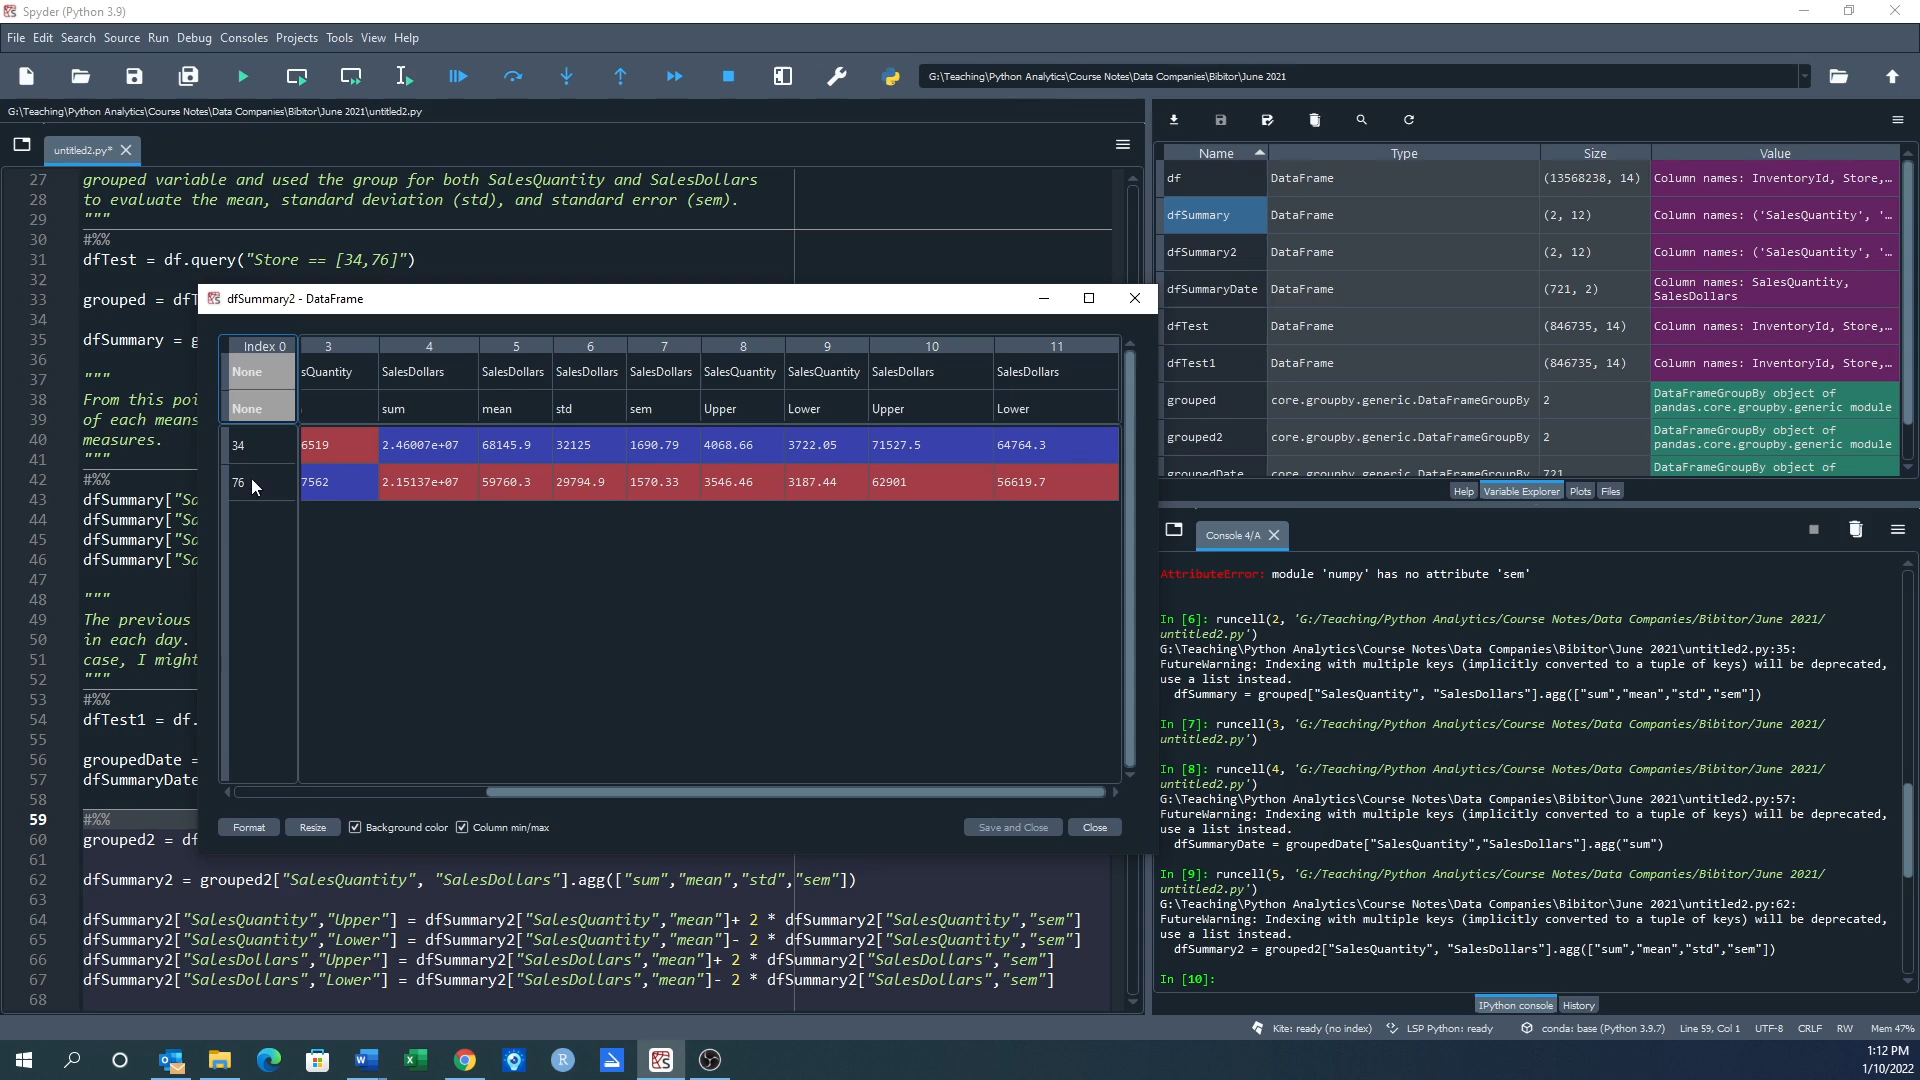 Spyder (Python 3.9)
File Edit Search Source Run Debug Consoles Projects Tools View Help
G:\Teaching\Python Analytics\Course Notes\Data Companies\Bibitor\June 2021
G:\Teaching\Python Analytics\Course Notes\Data Companies\Bibitor\June 2021\untitled2.py
untitled2.py*
27 grouped variable and used the group for both SalesQuantity and SalesDollars
28 to evaluate the mean, standard deviation (std), and standard error (sem).
29 """
30 #%%
31 dfTest = df.query("Store == [34,76]")
32
33 grouped = dfT
34
35 dfSummary = g
36
37 """
38 From this poi
39 of each means
40 measures.
41 """
42 #%%
43 dfSummary["Sa
44 dfSummary["Sa
45 dfSummary["Sa
46 dfSummary["Sa
47
48 """
49 The previous
50 in each day.
51 case, I might
52 """
53 #%%
54 dfTest1 = df.
55
56 groupedDate =
57 dfSummaryDate
58
59 #%%
60 grouped2 = df
61
62 dfSummary2 = grouped2["SalesQuantity", "SalesDollars"].agg(["sum","mean","std","sem"])
63
64 dfSummary2["SalesQuantity","Upper"] = dfSummary2["SalesQuantity","mean"]+ 2 * dfSummary2["SalesQuantity","sem"]
65 dfSummary2["SalesQuantity","Lower"] = dfSummary2["SalesQuantity","mean"]- 2 * dfSummary2["SalesQuantity","sem"]
66 dfSummary2["SalesDollars","Upper"] = dfSummary2["SalesDollars","mean"]+ 2 * dfSummary2["SalesDollars","sem"]
67 dfSummary2["SalesDollars","Lower"] = dfSummary2["SalesDollars","mean"]- 2 * dfSummary2["SalesDollars","sem"]
68
dfSummary2 - DataFrame
Index 0 3 4 5 6 7 8 9 10 11
None sQuantity SalesDollars SalesDollars SalesDollars SalesDollars SalesQuantity SalesQuantity SalesDollars SalesDollars
None sum mean std sem Upper Lower Upper Lower
34 6519 2.46007e+07 68145.9 32125 1690.79 4068.66 3722.05 71527.5 64764.3
76 7562 2.15137e+07 59760.3 29794.9 1570.33 3546.46 3187.44 62901 56619.7
Format Resize Background color Column min/max Save and Close Close
Name Type Size Value
df DataFrame (13568238, 14) Column names: InventoryId, Store,…
dfSummary DataFrame (2, 12) Column names: ('SalesQuantity', '…
dfSummary2 DataFrame (2, 12) Column names: ('SalesQuantity', '…
dfSummaryDate DataFrame (721, 2) Column names: SalesQuantity,
SalesDollars
dfTest DataFrame (846735, 14) Column names: InventoryId, Store,…
dfTest1 DataFrame (846735, 14) Column names: InventoryId, Store,…
grouped core.groupby.generic.DataFrameGroupBy 2 DataFrameGroupBy object of
pandas.core.groupby.generic module
grouped2 core.groupby.generic.DataFrameGroupBy 2 DataFrameGroupBy object of
pandas.core.groupby.generic module
groupedDate core.groupby.generic.DataFrameGroupBy 721 DataFrameGroupBy object of
Help Variable Explorer Plots Files
Console 4/A
AttributeError: module 'numpy' has no attribute 'sem'
In [6]: runcell(2, 'G:/Teaching/Python Analytics/Course Notes/Data Companies/Bibitor/June 2021/
untitled2.py')
G:\Teaching\Python Analytics\Course Notes\Data Companies\Bibitor\June 2021\untitled2.py:35:
FutureWarning: Indexing with multiple keys (implicitly converted to a tuple of keys) will be deprecated,
use a list instead.
dfSummary = grouped["SalesQuantity", "SalesDollars"].agg(["sum","mean","std","sem"])
In [7]: runcell(3, 'G:/Teaching/Python Analytics/Course Notes/Data Companies/Bibitor/June 2021/
untitled2.py')
In [8]: runcell(4, 'G:/Teaching/Python Analytics/Course Notes/Data Companies/Bibitor/June 2021/
untitled2.py')
G:\Teaching\Python Analytics\Course Notes\Data Companies\Bibitor\June 2021\untitled2.py:57:
FutureWarning: Indexing with multiple keys (implicitly converted to a tuple of keys) will be deprecated,
use a list instead.
dfSummaryDate = groupedDate["SalesQuantity","SalesDollars"].agg("sum")
In [9]: runcell(5, 'G:/Teaching/Python Analytics/Course Notes/Data Companies/Bibitor/June 2021/
untitled2.py')
G:\Teaching\Python Analytics\Course Notes\Data Companies\Bibitor\June 2021\untitled2.py:62:
FutureWarning: Indexing with multiple keys (implicitly converted to a tuple of keys) will be deprecated,
use a list instead.
dfSummary2 = grouped2["SalesQuantity", "SalesDollars"].agg(["sum","mean","std","sem"])
In [10]:
IPython console History
Kite: ready (no index) LSP Python: ready conda: base (Python 3.9.7) Line 59, Col 1 UTF-8 CRLF RW Mem 47%
1:12 PM
1/10/2022